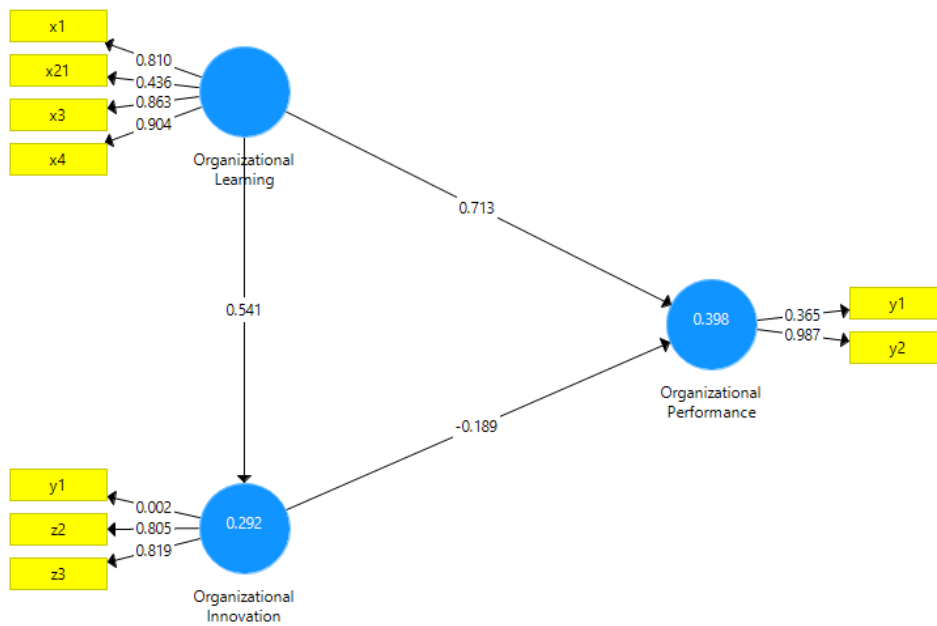 x1
x21
x3
x4
0.810
0.436
0.863
0.904
Organizational
Learning
0.713
0.541
0.398
Organizational
Performance
0.365
0.987
y1
y2
-0.189
y1
z2
z3
0.002
0.805
0.819
0.292
Organizational
Innovation